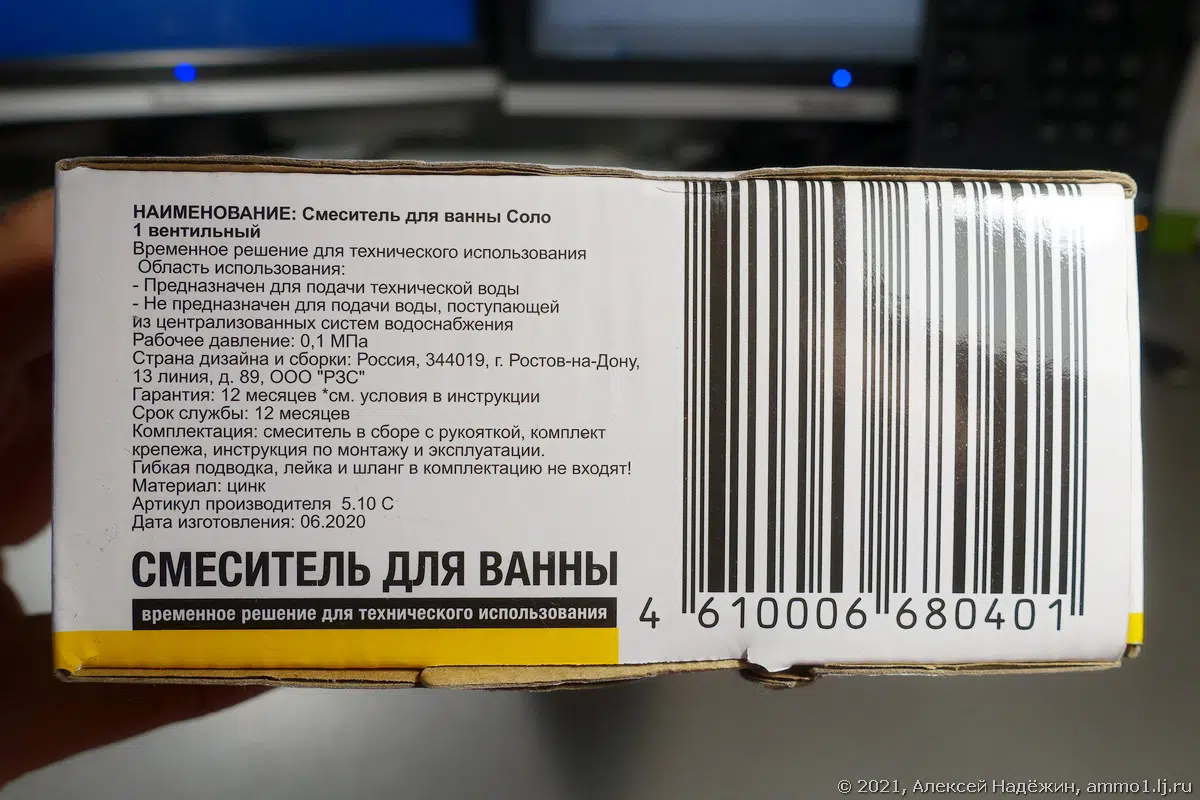 НАИМЕНОВАНИЕ: Смеситель для ванны Соло
1 вентильный
Временное решение для технического использования
Область использования:
- Предназначен для подачи технической воды
- Не предназначен для подачи воды, поступающей
из централизованных систем водоснабжения
Рабочее давление: 0,1 МПа
Страна дизайна и сборки: Россия, 344019, г. Ростов-на-Дону,
13 линия, д. 89, ООО "РЗС"
Гарантия: 12 месяцев *см. условия в инструкции
Срок службы: 12 месяцев
Комплектация: смеситель в сборе с рукояткой, комплект
крепежа, инструкция по монтажу и эксплуатации.
Гибкая подводка, лейка и шланг в комплектацию не входят!
Материал: цинк
Артикул производителя 5.10 С
Дата изготовления: 06.2020
СМЕСИТЕЛЬ ДЛЯ ВАННЫ
временное решение для технического использования
4 610006 680401
© 2021, Алексей Надёжин, ammo1.lj.ru